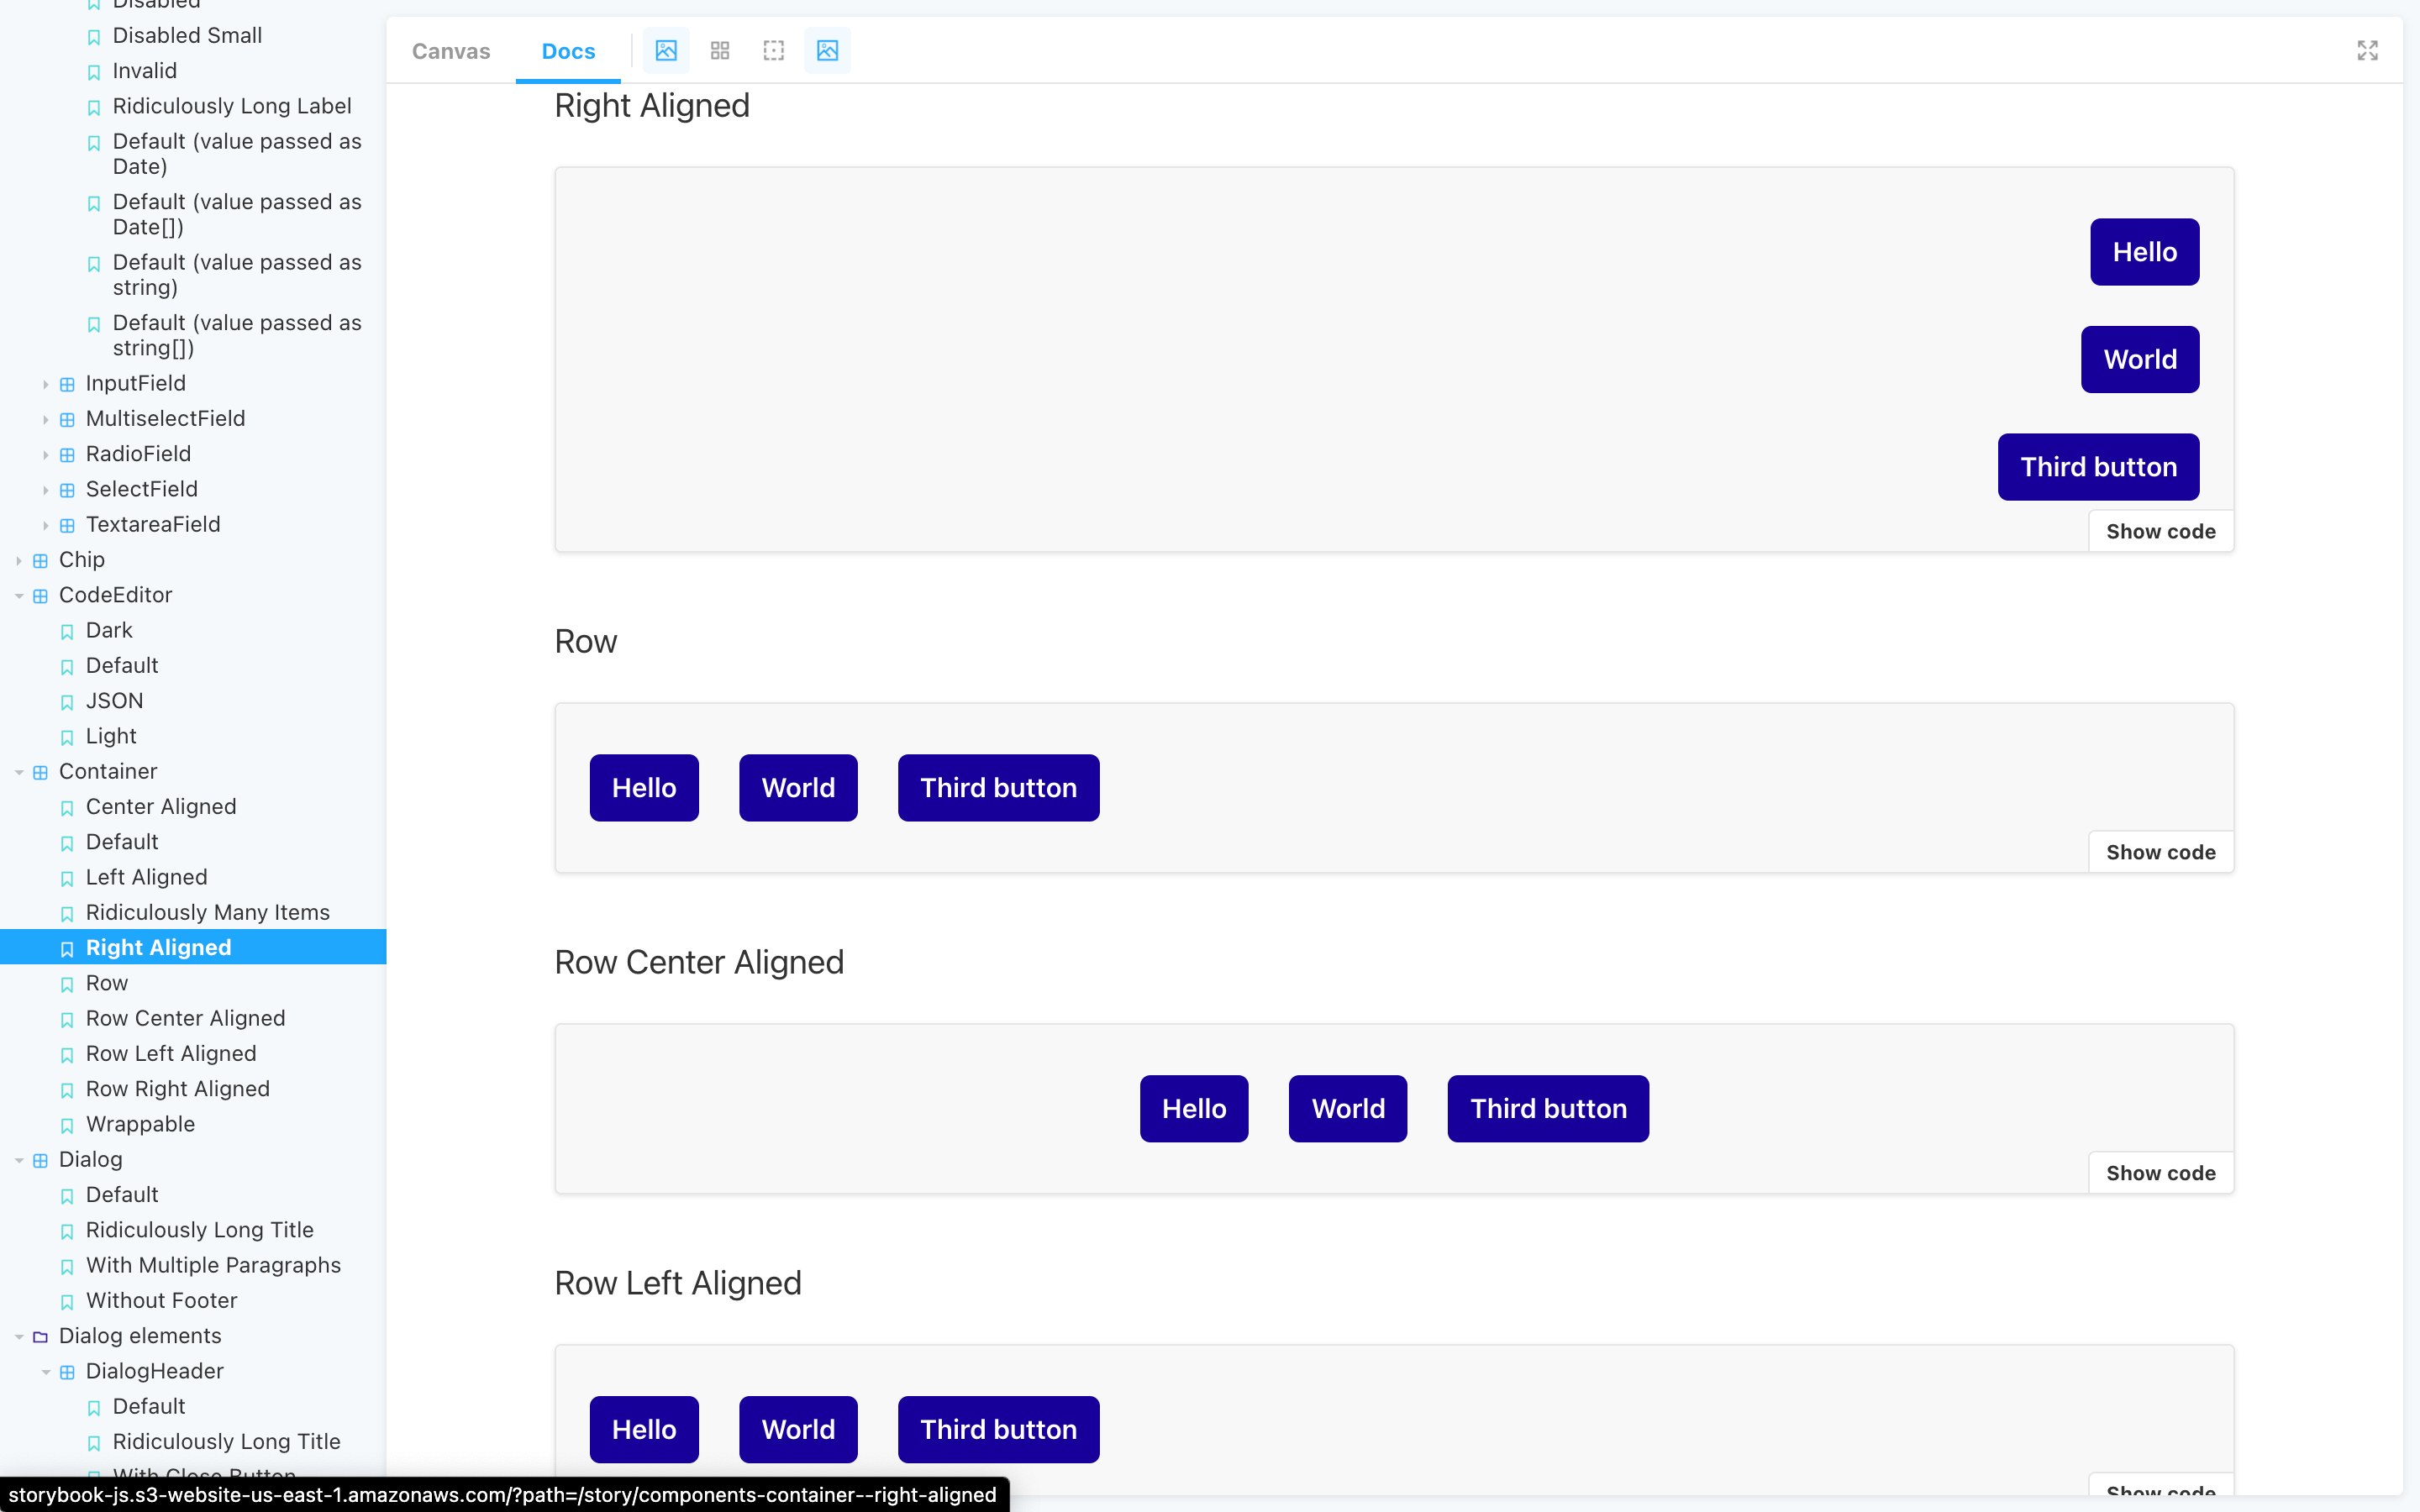 Disabled
Disabled Small
Invalid
Ridiculously Long Label
Default (value passed as
Date)
Default (value passed as
Date[])
Default (value passed as
string)
Default (value passed as
string[])
InputField
MultiselectField
RadioField
SelectField
TextareaField
Chip
CodeEditor
Dark
Default
JSON
Light
Container
Center Aligned
Default
Left Aligned
Ridiculously Many Items
Right Aligned
Row
Row Center Aligned
Row Left Aligned
Row Right Aligned
Wrappable
Dialog
Default
Ridiculously Long Title
With Multiple Paragraphs
Without Footer
Dialog elements
DialogHeader
Default
Ridiculously Long Title
With Close Button
storybook-js.s3-website-us-east-1.amazonaws.com/?path=/story/components-container--right-aligned
Canvas Docs
Right Aligned
Hello
World
Third button
Show code
Row
Hello World Third button
Show code
Row Center Aligned
Hello World Third button
Show code
Row Left Aligned
Hello World Third button
Show code